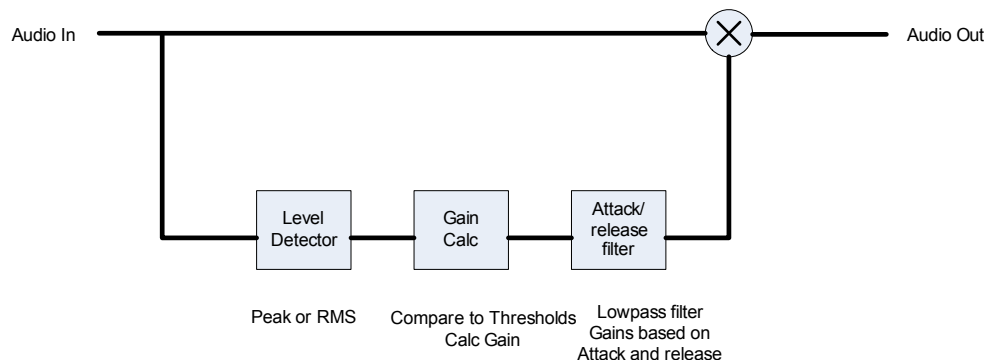 Audio In
Audio Out
Level
Detector
Gain
Calc
Attack/
release
filter
Peak or RMS
Compare to Thresholds
Calc Gain
Lowpass filter
Gains based on
Attack and release